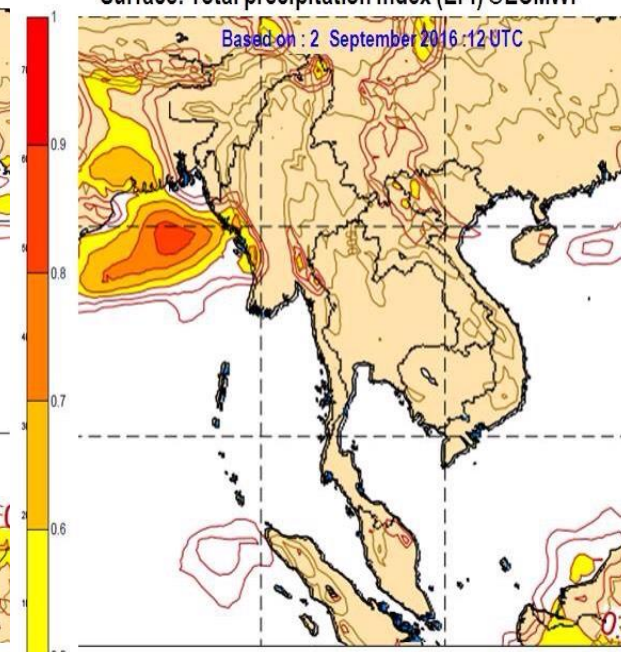 Surface: Total precipitation index (EFI) ©ECMWF
Based on : 2 September 2016 :12 UTC
1
0.9
0.8
0.7
0.6